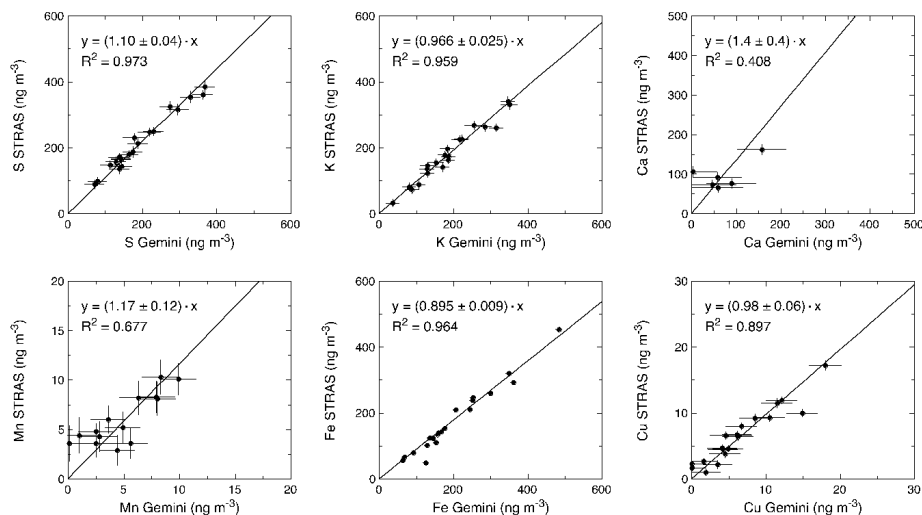 600
400
200
0
S STRAS (ng m⁻³)
y = (1.10 ± 0.04) · x
R² = 0.973
0 200 400 600
S Gemini (ng m⁻³)
600
400
200
0
K STRAS (ng m⁻³)
y = (0.966 ± 0.025) · x
R² = 0.959
0 200 400 600
K Gemini (ng m⁻³)
500
400
300
200
100
0
Ca STRAS (ng m⁻³)
y = (1.4 ± 0.4) · x
R² = 0.408
0 100 200 300 400 500
Ca Gemini (ng m⁻³)
20
15
10
5
0
Mn STRAS (ng m⁻³)
y = (1.17 ± 0.12) · x
R² = 0.677
0 5 10 15 20
Mn Gemini (ng m⁻³)
600
400
200
0
Fe STRAS (ng m⁻³)
y = (0.895 ± 0.009) · x
R² = 0.964
0 200 400 600
Fe Gemini (ng m⁻³)
30
20
10
0
Cu STRAS (ng m⁻³)
y = (0.98 ± 0.06) · x
R² = 0.897
0 10 20 30
Cu Gemini (ng m⁻³)